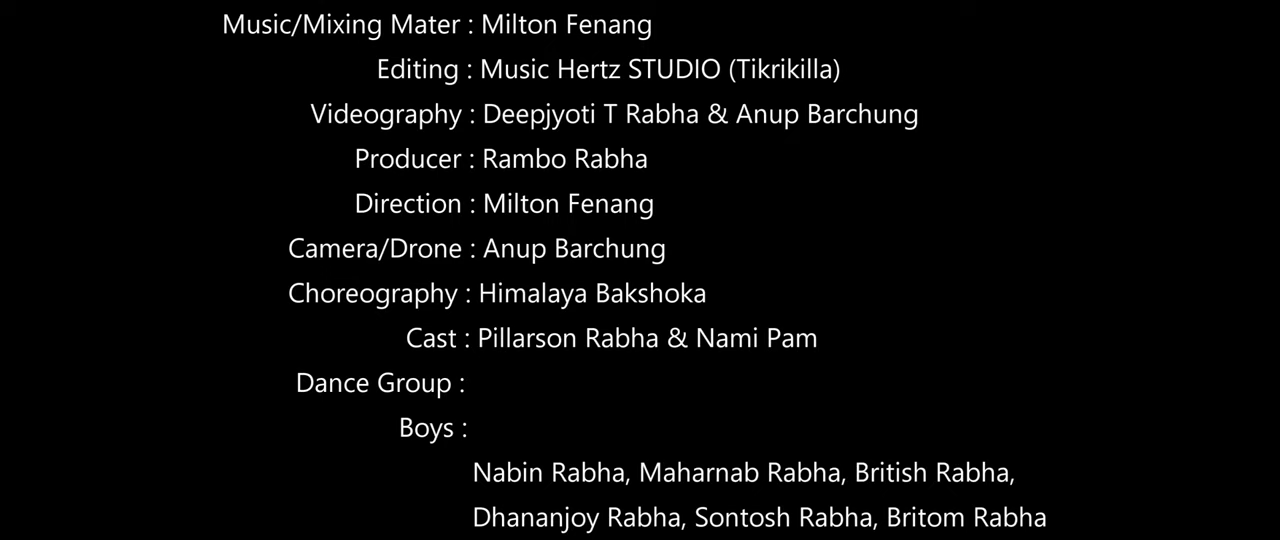 Music/Mixing Mater : Milton Fenang
Editing : Music Hertz STUDIO (Tikrikilla)
Videography : Deepjyoti T Rabha & Anup Barchung
Producer : Rambo Rabha
Direction : Milton Fenang
Camera/Drone : Anup Barchung
Choreography : Himalaya Bakshoka
Cast : Pillarson Rabha & Nami Pam
Dance Group :
Boys :
Nabin Rabha, Maharnab Rabha, British Rabha,
Dhananjoy Rabha, Sontosh Rabha, Britom Rabha